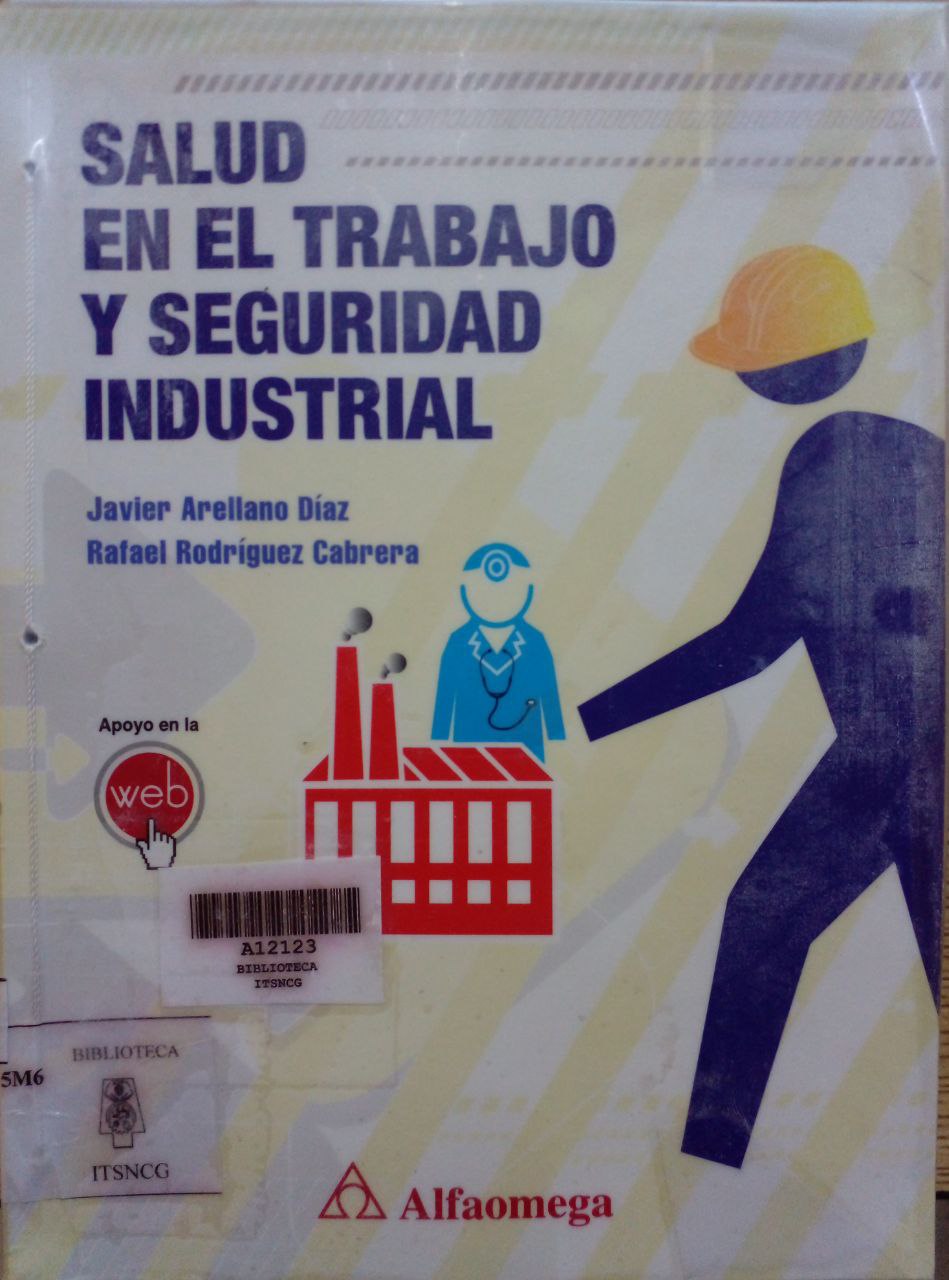 SALUD
EN EL TRABAJO
Y SEGURIDAD
INDUSTRIAL
Javier Arellano Díaz
Rafael Rodríguez Cabrera
Apoyo en la
web
A12123
BIBLIOTECA
ITSNCG
BIBLIOTECA
5M6
ITSNCG
Alfaomega